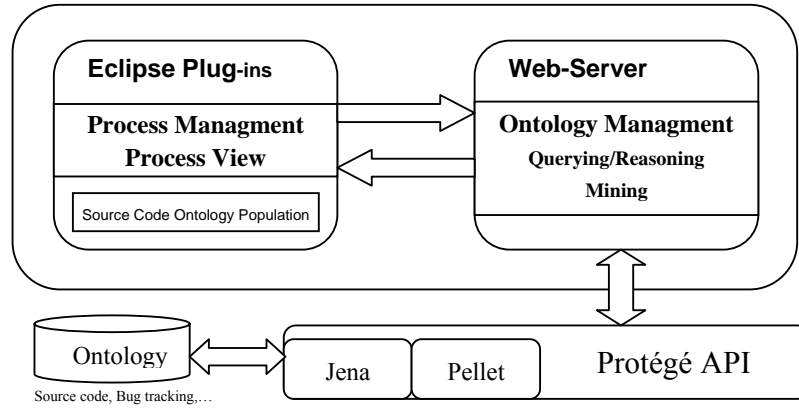 Eclipse Plug-ins
Process Managment
Process View
Source Code Ontology Population
Web-Server
Ontology Managment
Querying/Reasoning
Mining
Ontology
Source code, Bug tracking,...
Jena
Pellet
Protégé API